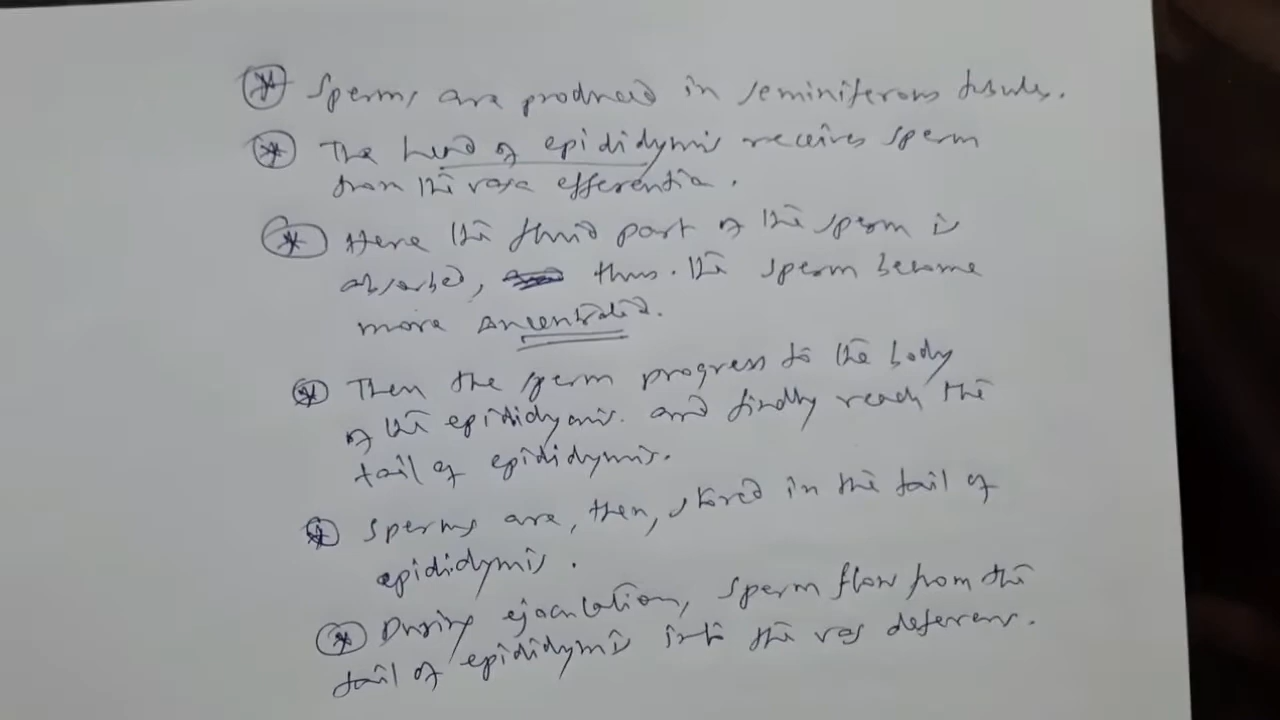 Sperms are produced in seminiferous tubules.
The head of epididymis receives sperm
from the vasa efferentia.
Here the fluid part of the sperm is
absorbed, thus. the sperm become
more concentrated.
Then the sperm progress to the body
of the epididymis. and finally reach the
tail of epididymis.
Sperms are, then, stored in the tail of
epididymis.
During ejaculation, sperm flow from the
tail of epididymis into the vas deferens.